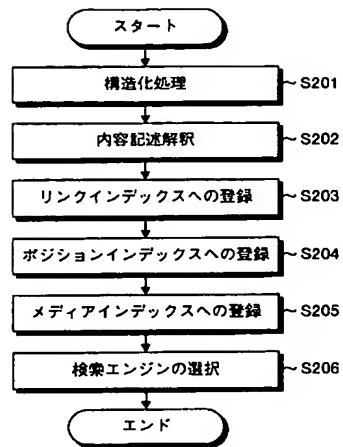 スタート
構造化処理 ~S201
内容記述解釈 ~S202
リンクインデックスへの登録 ~S203
ポジションインデックスへの登録 ~S204
メディアインデックスへの登録 ~S205
検索エンジンの選択 ~S206
エンド